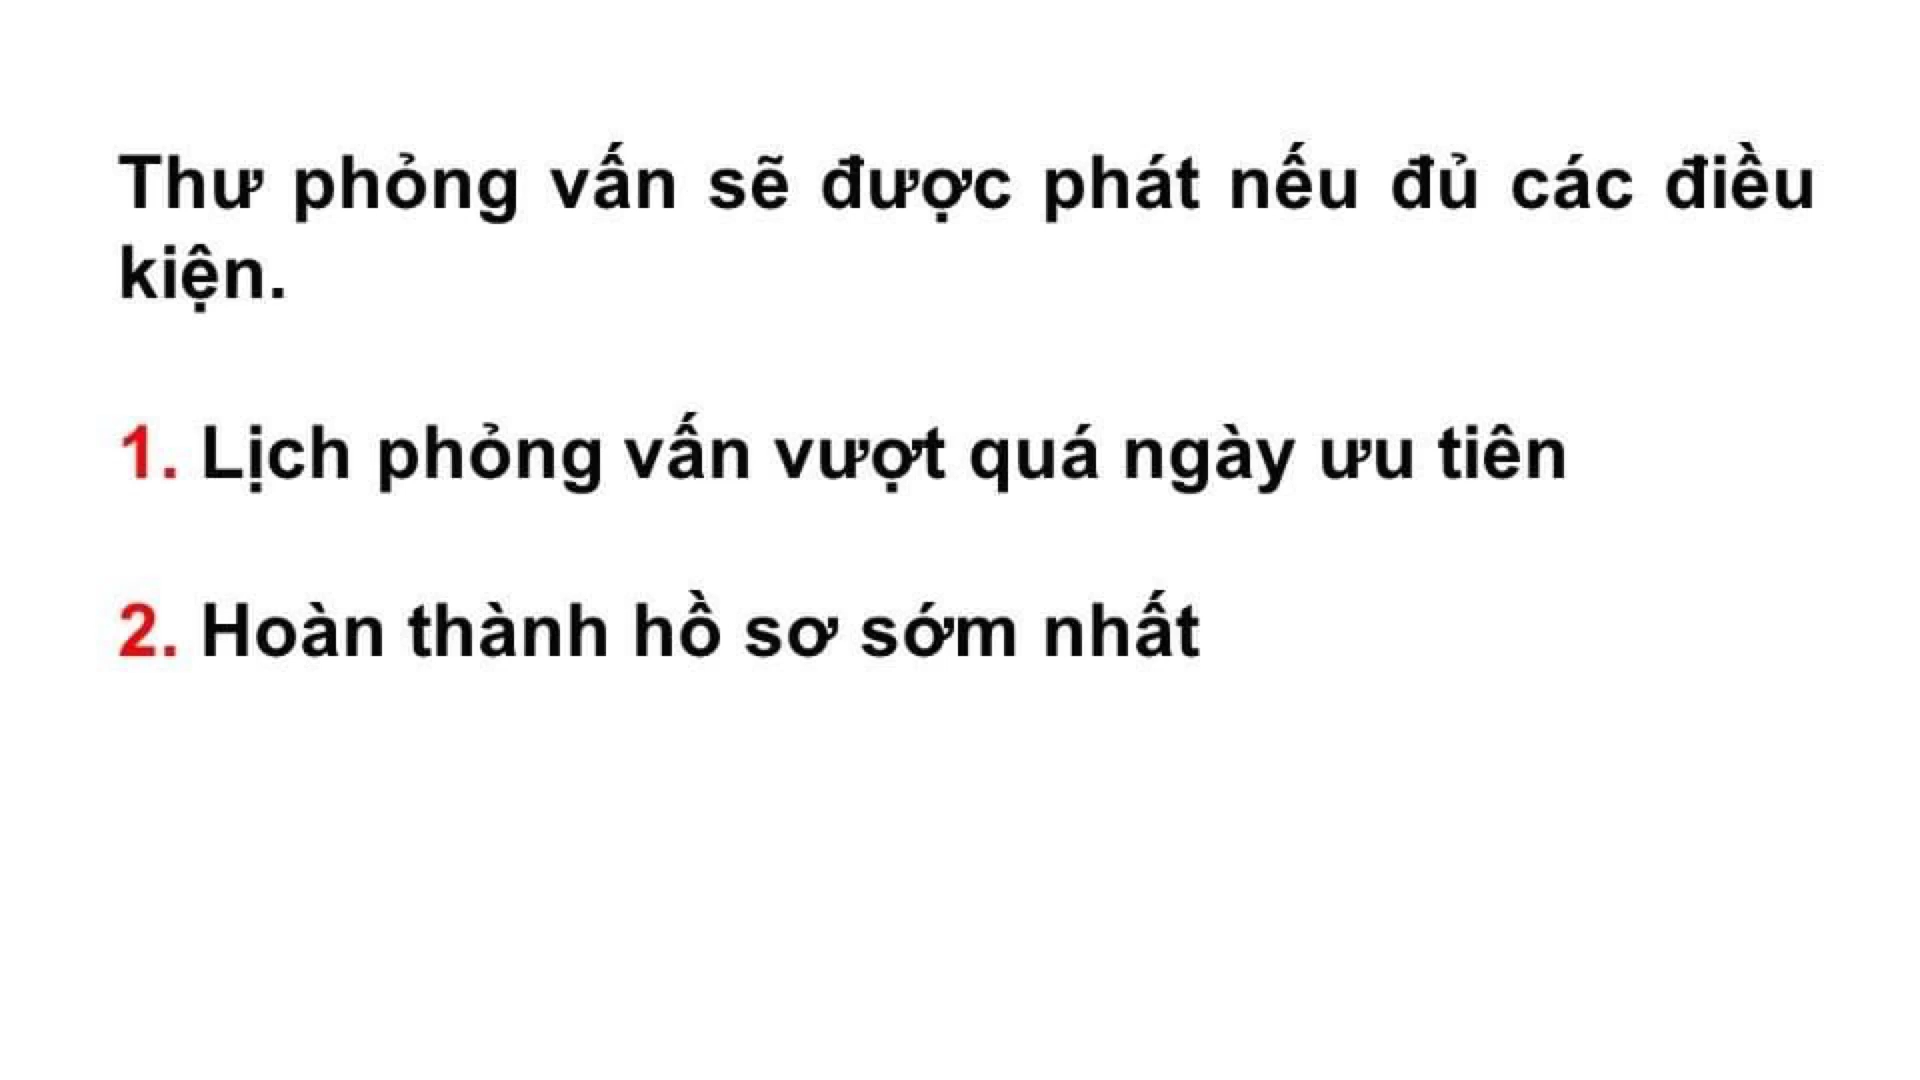 Thư phỏng vấn sẽ được phát nếu đủ các điều
kiện.
1. Lịch phỏng vấn vượt quá ngày ưu tiên
2. Hoàn thành hồ sơ sớm nhất